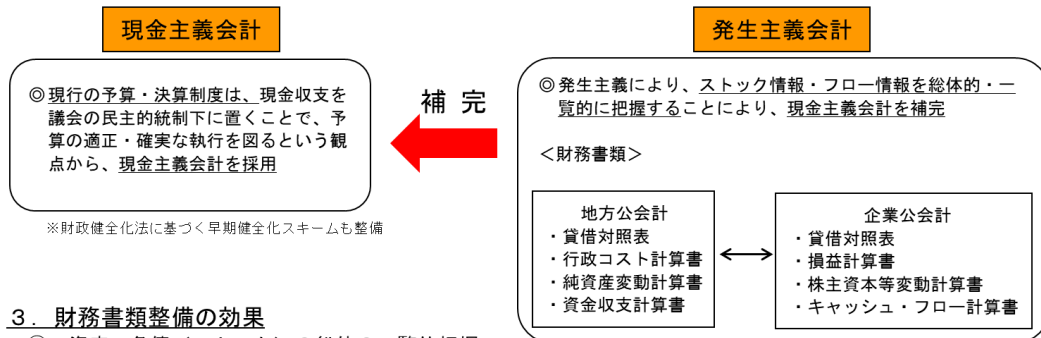 現金主義会計
◎現行の予算・決算制度は、現金収支を
議会の民主的統制下に置くことで、予
算の適正・確実な執行を図るという観
点から、現金主義会計を採用
※財政健全化法に基づく早期健全化スキームも整備
補 完
発生主義会計
◎発生主義により、ストック情報・フロー情報を総体的・一
覧的に把握することにより、現金主義会計を補完
<財務書類>
地方公会計
・貸借対照表
・行政コスト計算書
・純資産変動計算書
・資金収支計算書
企業公会計
・貸借対照表
・損益計算書
・株主資本等変動計算書
・キャッシュ・フロー計算書
3. 財務書類整備の効果